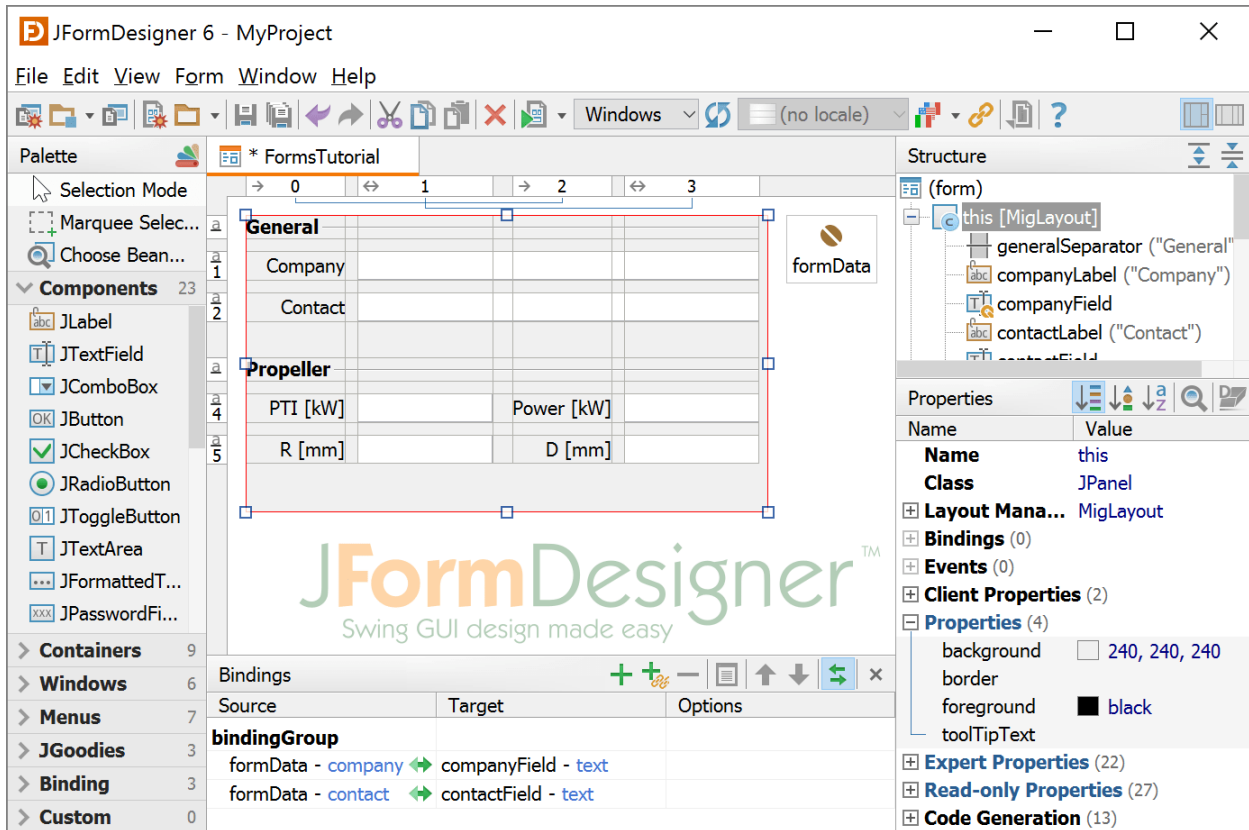 JFormDesigner 6 - MyProject
File Edit View Form Window Help
Windows (no locale) ?
Palette
Selection Mode
Marquee Selec...
Choose Bean...
Components 23
JLabel
JTextField
JComboBox
JButton
JCheckBox
JRadioButton
JToggleButton
JTextArea
JFormattedT...
JPasswordFi...
Containers 9
Windows 6
Menus 7
JGoodies 3
Binding 3
Custom 0
* FormsTutorial
0 1 2 3
General
1 Company
2 Contact
Propeller
4 PTI [kW] Power [kW]
5 R [mm] D [mm]
formData
JFormDesigner™
Swing GUI design made easy
Bindings
Source Target Options
bindingGroup
formData - company companyField - text
formData - contact contactField - text
Structure
(form)
this [MigLayout]
generalSeparator ("General"
companyLabel ("Company")
companyField
contactLabel ("Contact")
contactField
Properties
Name Value
Name this
Class JPanel
Layout Mana... MigLayout
Bindings (0)
Events (0)
Client Properties (2)
Properties (4)
background 240, 240, 240
border
foreground black
toolTipText
Expert Properties (22)
Read-only Properties (27)
Code Generation (13)